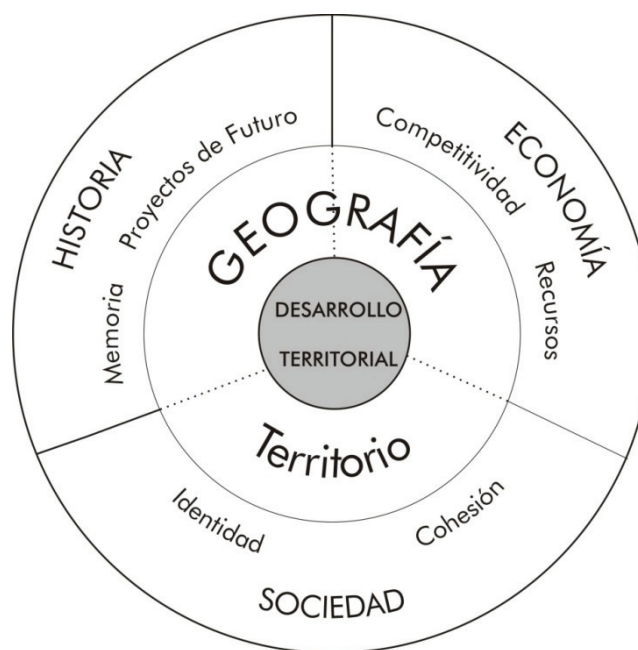 HISTORIA
Proyectos de Futuro
Memoria
ECONOMÍA
Competitividad
Recursos
GEOGRAFÍA
DESARROLLO
TERRITORIAL
Territorio
Identidad
Cohesión
SOCIEDAD